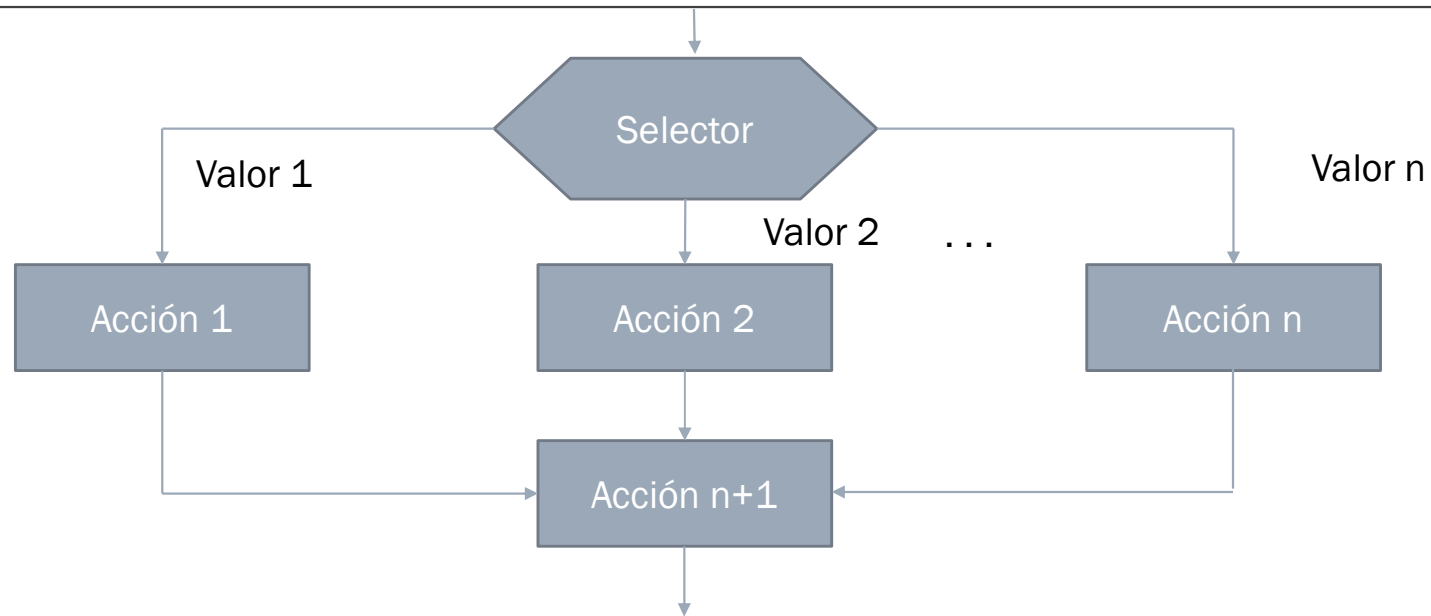 Selector
Valor 1
Valor n
Valor 2 ...
Acción 1
Acción 2
Acción n
Acción n+1